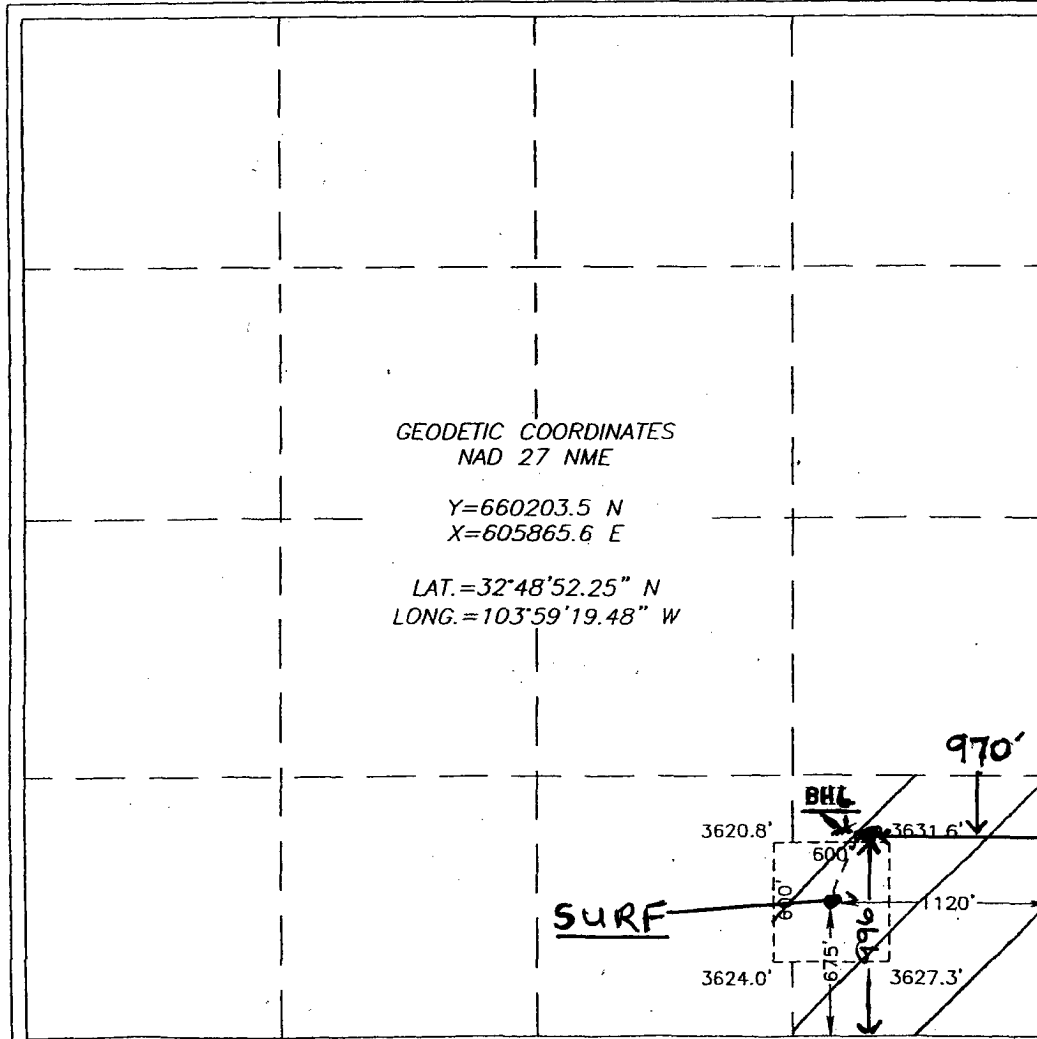 GEODETIC COORDINATES
NAD 27 NME
Y=660203.5 N
X=605865.6 E
LAT.=32°48'52.25" N
LONG.=103°59'19.48" W
970'
BHL
3620.8'
3631.6'
600'
600'
SURF
1120'
996
675'
3624.0'
3627.3'